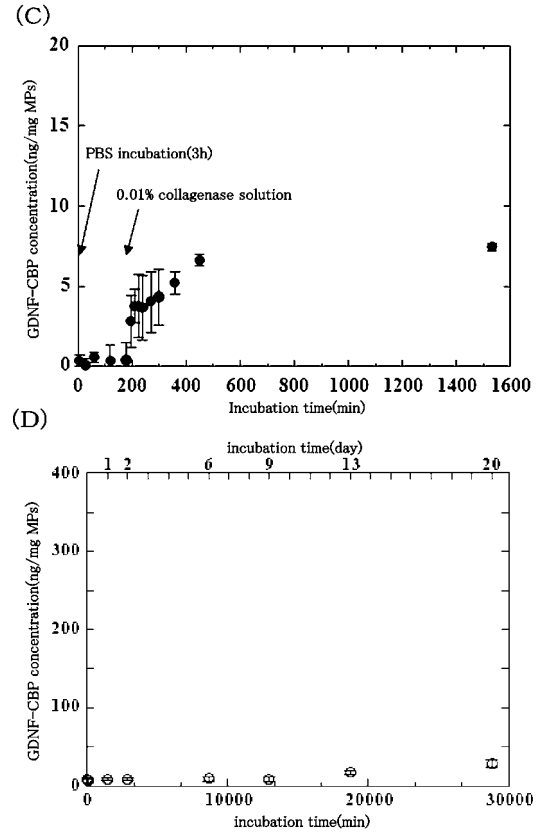 (C)
20
15
10
5
0
GDNF-CBP concentration(ng/mg MPs)
PBS incubation(3h)
0.01% collagenase solution
0 200 400 600 800 1000 1200 1400 1600
Incubation time(min)
(D)
incubation time(day)
1 2 6 9 13 20
400
300
200
100
0
GDNF-CBP concentration(ng/mg MPs)
0 10000 20000 30000
incubation time(min)